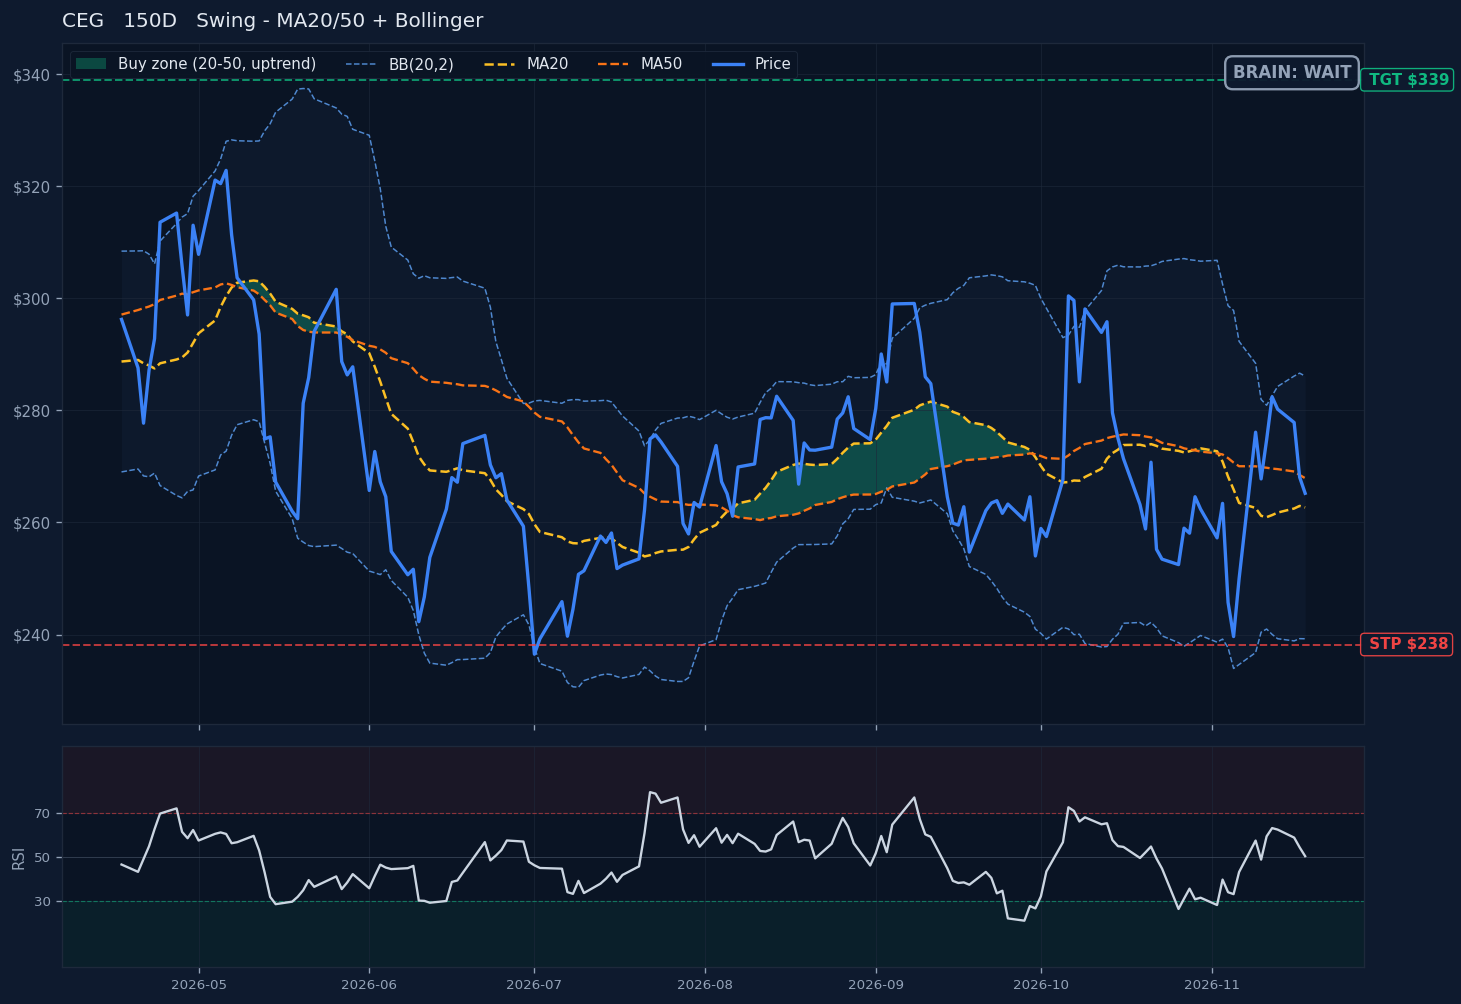 CEG 150D Swing - MA20/50 + Bollinger
Buy zone (20-50, uptrend) BB(20,2) MA20 MA50 Price
BRAIN: WAIT
TGT $339
$340
$320
$300
$280
$260
$240
STP $238
RSI
70
50
30
2026-05 2026-06 2026-07 2026-08 2026-09 2026-10 2026-11